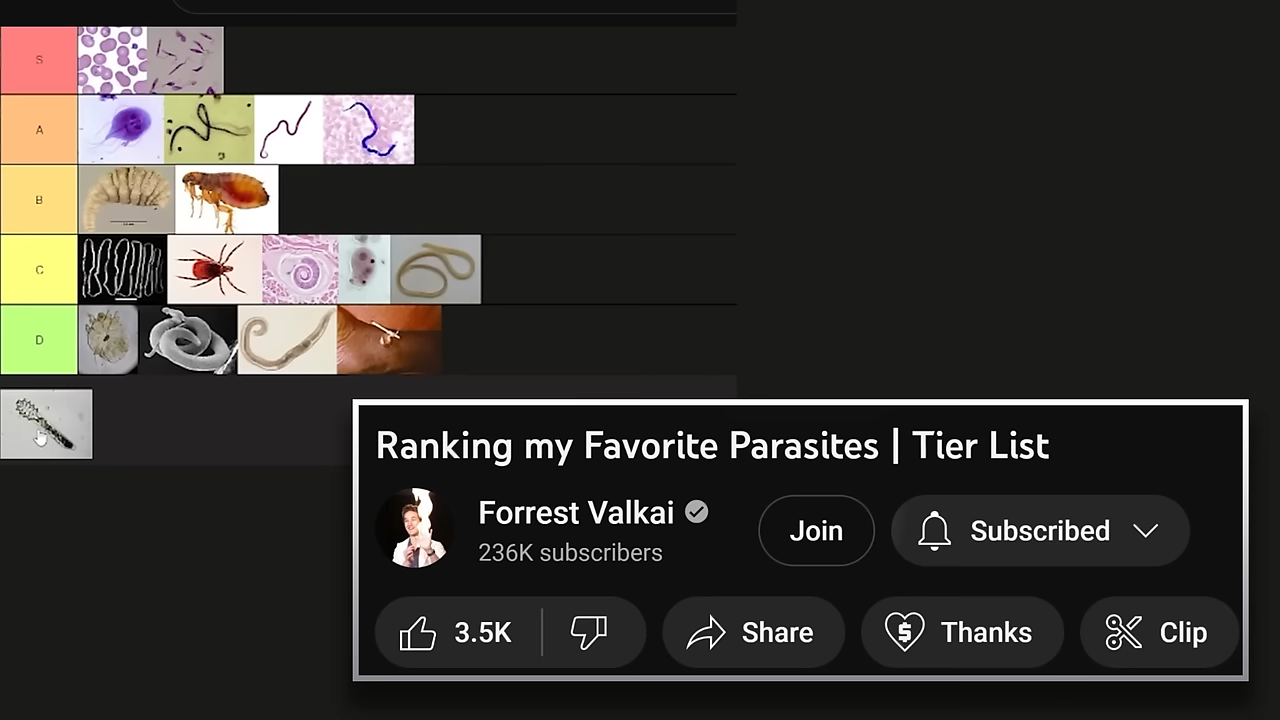 S
A
B
C
D
Ranking my Favorite Parasites | Tier List
Forrest Valkai
236K subscribers
Join
Subscribed
3.5K
Share
Thanks
Clip